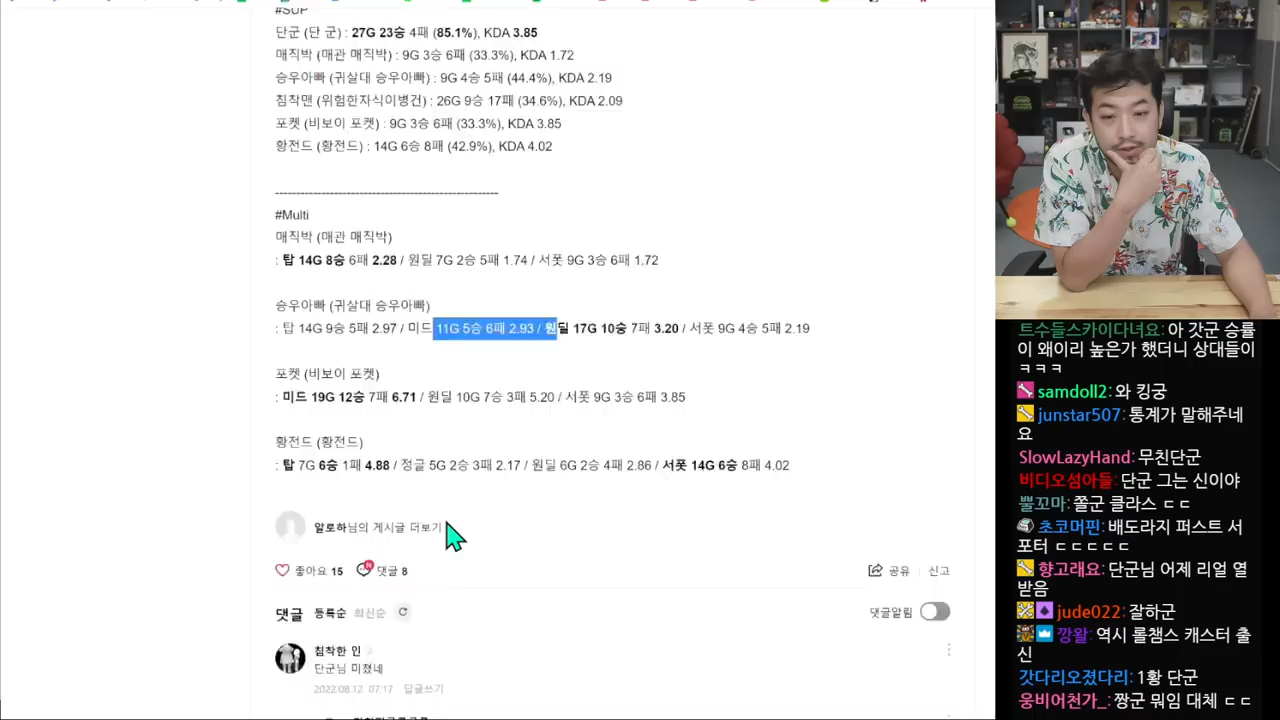 #SUP
단군 (단 군) : 27G 23승 4패 (85.1%), KDA 3.85
매직박 (매관 매직박) : 9G 3승 6패 (33.3%), KDA 1.72
승우아빠 (귀살대 승우아빠) : 9G 4승 5패 (44.4%), KDA 2.19
침착맨 (위험한자식이병건) : 26G 9승 17패 (34.6%), KDA 2.09
포켓 (비보이 포켓) : 9G 3승 6패 (33.3%), KDA 3.85
황전드 (황전드) : 14G 6승 8패 (42.9%), KDA 4.02
--------------------------------------------------
#Multi
매직박 (매관 매직박)
: 탑 14G 8승 6패 2.28 / 원딜 7G 2승 5패 1.74 / 서폿 9G 3승 6패 1.72
승우아빠 (귀살대 승우아빠)
: 탑 14G 9승 5패 2.97 / 미드 11G 5승 6패 2.93 / 원딜 17G 10승 7패 3.20 / 서폿 9G 4승 5패 2.19
포켓 (비보이 포켓)
: 미드 19G 12승 7패 6.71 / 원딜 10G 7승 3패 5.20 / 서폿 9G 3승 6패 3.85
황전드 (황전드)
: 탑 7G 6승 1패 4.88 / 정글 5G 2승 3패 2.17 / 원딜 6G 2승 4패 2.86 / 서폿 14G 6승 8패 4.02
알로하님의 게시글 더보기
좋아요 15 댓글 8 공유 신고
댓글 등록순 최신순 댓글알림
침착한 인
단군님 미쳤네
2022.08.12 07:17 답글쓰기
트수들스카이다녀요: 아 갓군 승률
이 왜이리 높은가 했더니 상대들이
ㅋㅋㅋ
samdoll2: 와 킹궁
junstar507: 통계가 말해주네
요
SlowLazyHand: 무친단군
비디오섬아들: 단군 그는 신이야
뿔꼬마: 쫄군 클라스 ㄷㄷ
초코머핀: 배도라지 퍼스트 서
포터 ㄷㄷㄷㄷㄷ
향고래요: 단군님 어제 리얼 열
받음
jude022: 잘하군
깡왈: 역시 롤챔스 캐스터 출
신
갓다리오졌다리: 1황 단군
웅비어천가_: 짱군 뭐임 대체 ㄷㄷ